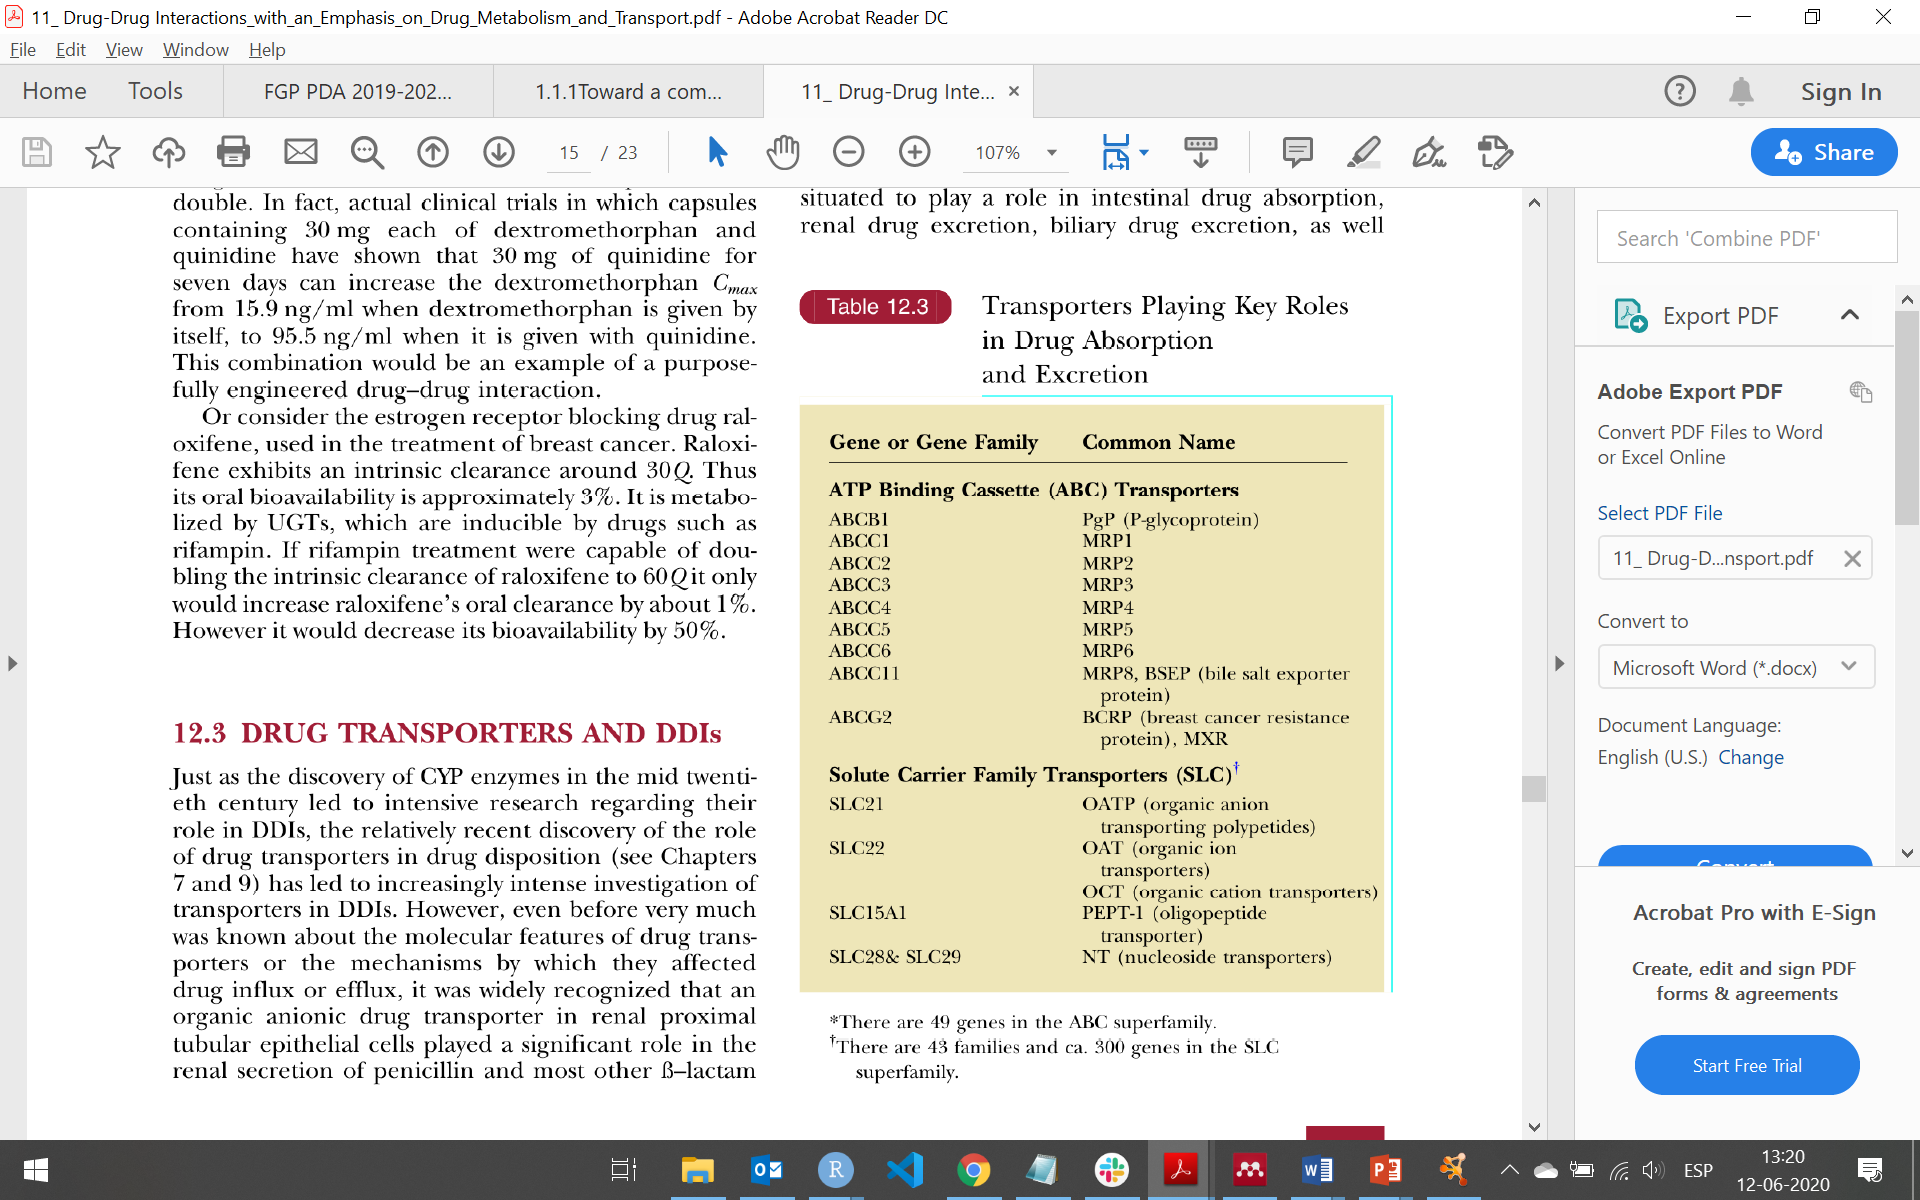 11_ Drug-Drug Interactions_with_an_Emphasis_on_Drug_Metabolism_and_Transport.pdf - Adobe Acrobat Reader DC
File Edit View Window Help
Home Tools FGP PDA 2019-202... 1.1.1Toward a com... 11_ Drug-Drug Inte... × Sign In
15 / 23 107% Share
double. In fact, actual clinical trials in which capsules
containing 30 mg each of dextromethorphan and
quinidine have shown that 30 mg of quinidine for
seven days can increase the dextromethorphan Cmax
from 15.9 ng/ml when dextromethorphan is given by
itself, to 95.5 ng/ml when it is given with quinidine.
This combination would be an example of a purpose-
fully engineered drug–drug interaction.
Or consider the estrogen receptor blocking drug ral-
oxifene, used in the treatment of breast cancer. Raloxi-
fene exhibits an intrinsic clearance around 30Q. Thus
its oral bioavailability is approximately 3%. It is metabo-
lized by UGTs, which are inducible by drugs such as
rifampin. If rifampin treatment were capable of dou-
bling the intrinsic clearance of raloxifene to 60Q it only
would increase raloxifene's oral clearance by about 1%.
However it would decrease its bioavailability by 50%.
12.3 DRUG TRANSPORTERS AND DDIs
Just as the discovery of CYP enzymes in the mid twenti-
eth century led to intensive research regarding their
role in DDIs, the relatively recent discovery of the role
of drug transporters in drug disposition (see Chapters
7 and 9) has led to increasingly intense investigation of
transporters in DDIs. However, even before very much
was known about the molecular features of drug trans-
porters or the mechanisms by which they affected
drug influx or efflux, it was widely recognized that an
organic anionic drug transporter in renal proximal
tubular epithelial cells played a significant role in the
renal secretion of penicillin and most other ß–lactam
situated to play a role in intestinal drug absorption,
renal drug excretion, biliary drug excretion, as well
Table 12.3 Transporters Playing Key Roles
in Drug Absorption
and Excretion
Gene or Gene Family Common Name
ATP Binding Cassette (ABC) Transporters
ABCB1 PgP (P-glycoprotein)
ABCC1 MRP1
ABCC2 MRP2
ABCC3 MRP3
ABCC4 MRP4
ABCC5 MRP5
ABCC6 MRP6
ABCC11 MRP8, BSEP (bile salt exporter
protein)
ABCG2 BCRP (breast cancer resistance
protein), MXR
Solute Carrier Family Transporters (SLC)†
SLC21 OATP (organic anion
transporting polypetides)
SLC22 OAT (organic ion
transporters)
OCT (organic cation transporters)
SLC15A1 PEPT-1 (oligopeptide
transporter)
SLC28& SLC29 NT (nucleoside transporters)
*There are 49 genes in the ABC superfamily.
†There are 43 families and ca. 300 genes in the SLC
superfamily.
Search 'Combine PDF'
Export PDF
Adobe Export PDF
Convert PDF Files to Word
or Excel Online
Select PDF File
11_ Drug-D...nsport.pdf
Convert to
Microsoft Word (*.docx)
Document Language:
English (U.S.) Change
Convert
Acrobat Pro with E-Sign
Create, edit and sign PDF
forms & agreements
Start Free Trial
ESP
13:20
12-06-2020